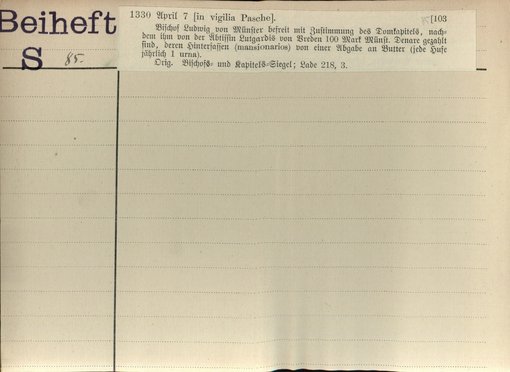 Beiheft
S 85.
1330 April 7 [in vigilia Pasche]. [103
Bischof Ludwig von Münster befreit mit Zustimmung des Domkapitels, nach-
dem ihm von der Äbtissin Lutgardis von Vreden 100 Mark Münst. Denare gezahlt
sind, deren Hintersassen (mansionarios) von einer Abgabe an Butter (jede Hufe
jährlich 1 urna).
Orig. Bischofs- und Kapitels-Siegel; Lade 218, 3.